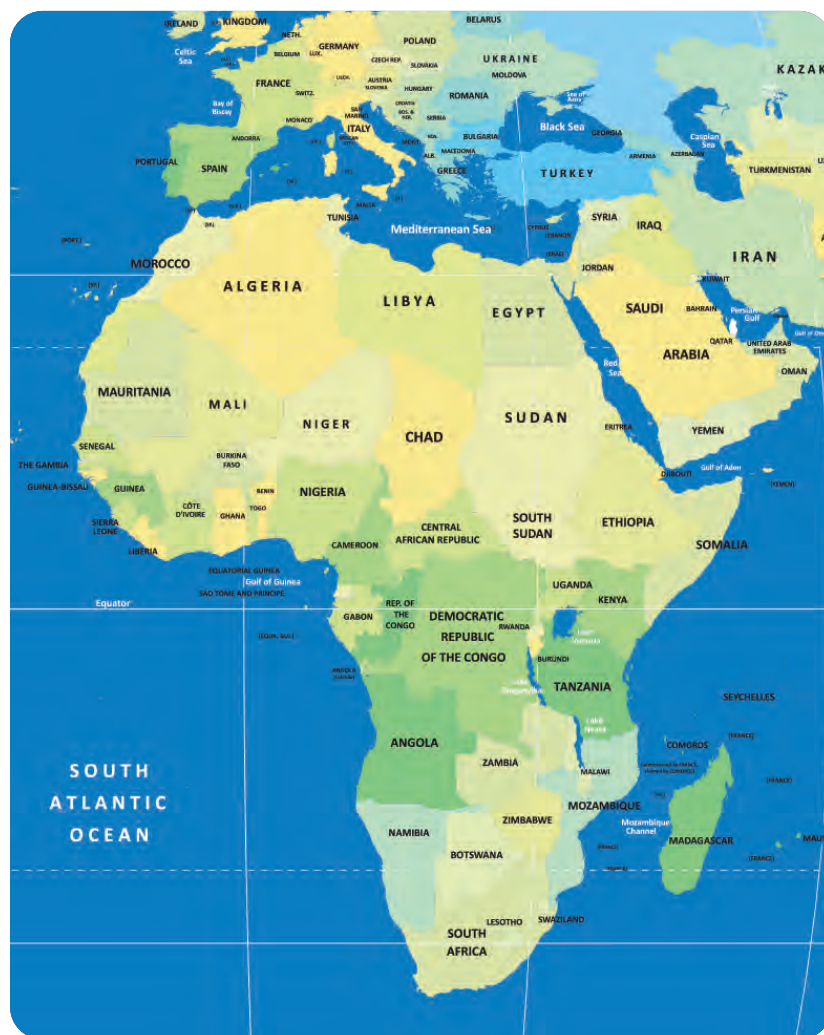 IRELAND
KINGDOM
BELARUS
NETH.
GERMANY
POLAND
Celtic
Sea
BELGIUM
LUX.
CZECH REP.
UKRAINE
SLOVAKIA
KAZAK
MOLDOVA
FRANCE
AUSTRIA
SLOVENIA
HUNGARY
SWITZ.
ROMANIA
Bay of
Biscay
SAN
MARINO
CROATIA
BOS. &
HER.
SERBIA
MONACO
ITALY
Black Sea
GEORGIA
Caspian
Sea
ANDORRA
BULGARIA
PORTUGAL
SPAIN
ALB.
MACEDONIA
ARMENIA
AZERBAIJAN
GREECE
TURKEY
TURKMENISTAN
MALTA
TUNISIA
SYRIA
CYPRUS
LEBANON
IRAQ
Mediterranean Sea
ISRAEL
IRAN
MOROCCO
JORDAN
KUWAIT
ALGERIA
LIBYA
EGYPT
SAUDI
ARABIA
BAHRAIN
Persian
Gulf
QATAR
UNITED ARAB
EMIRATES
Red
Sea
OMAN
MAURITANIA
MALI
NIGER
CHAD
SUDAN
ERITREA
YEMEN
SENEGAL
THE GAMBIA
BURKINA
FASO
DJIBOUTI
Gulf of Aden
(YEMEN)
GUINEA-BISSAU
GUINEA
BENIN
NIGERIA
CÔTE
D'IVOIRE
GHANA
TOGO
SIERRA
LEONE
LIBERIA
CENTRAL
AFRICAN REPUBLIC
SOUTH
SUDAN
ETHIOPIA
SOMALIA
CAMEROON
EQUATORIAL GUINEA
Gulf of Guinea
SAO TOME AND PRINCIPE
UGANDA
KENYA
Equator
GABON
REP. OF
THE
CONGO
DEMOCRATIC
REPUBLIC
OF THE CONGO
RWANDA
BURUNDI
TANZANIA
SEYCHELLES
ANGOLA
Lake
COMOROS
(FRANCE)
SOUTH
ATLANTIC
OCEAN
ZAMBIA
MALAWI
(FRANCE)
MOZAMBIQUE
ZIMBABWE
Mozambique
Channel
NAMIBIA
MADAGASCAR
MAU
BOTSWANA
(FRANCE)
LESOTHO
SWAZILAND
SOUTH
AFRICA